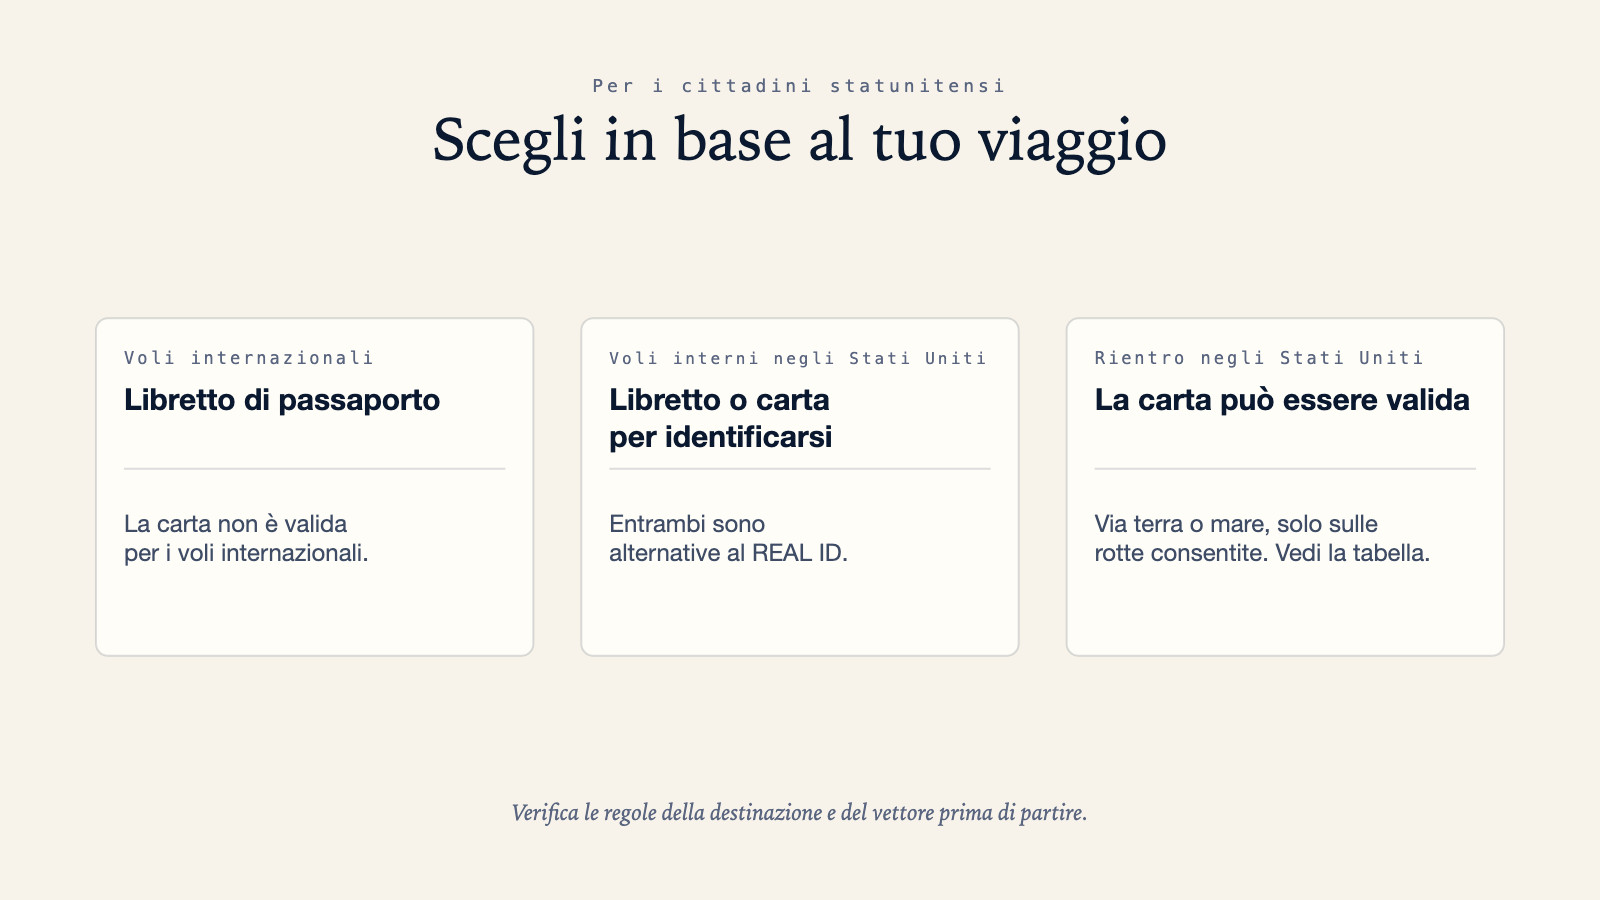 Per i cittadini statunitensi
Scegli in base al tuo viaggio
Voli internazionali
Libretto di passaporto
La carta non è valida
per i voli internazionali.
Voli interni negli Stati Uniti
Libretto o carta
per identificarsi
Entrambi sono
alternative al REAL ID.
Rientro negli Stati Uniti
La carta può essere valida
Via terra o mare, solo sulle
rotte consentite. Vedi la tabella.
Verifica le regole della destinazione e del vettore prima di partire.